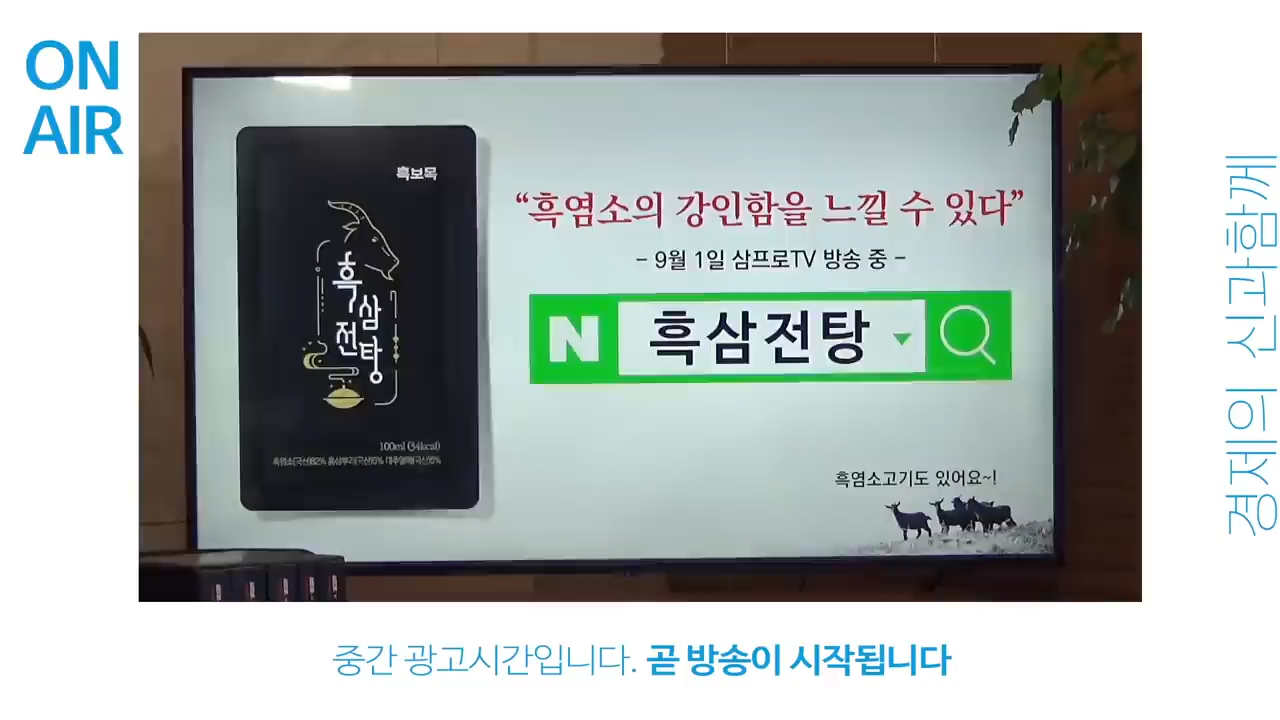 ON
AIR
흑보목
흑삼
전탕
100ml (34kcal)
“흑염소의 강인함을 느낄 수 있다”
- 9월 1일 삼프로TV 방송 중 -
N 흑삼전탕
흑염소고기도 있어요~!
경제의 신과함께
중간 광고시간입니다. 곧 방송이 시작됩니다